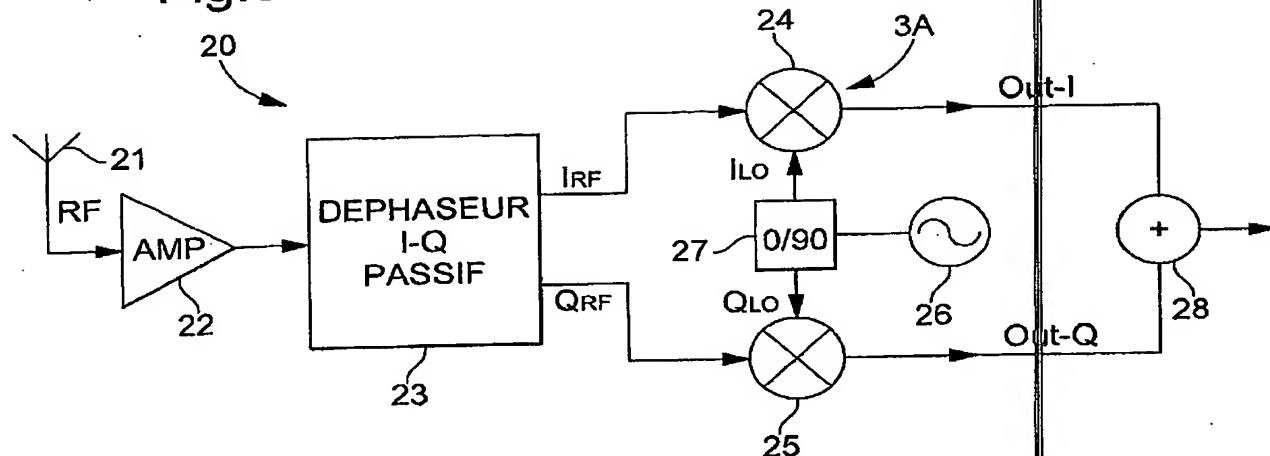 Fig.
20
21
RF
AMP
22
DEPHASEUR
I-Q
PASSIF
23
IRF
QRF
24
3A
ILO
0/90
27
QLO
26
25
Out-I
Out-Q
+
28